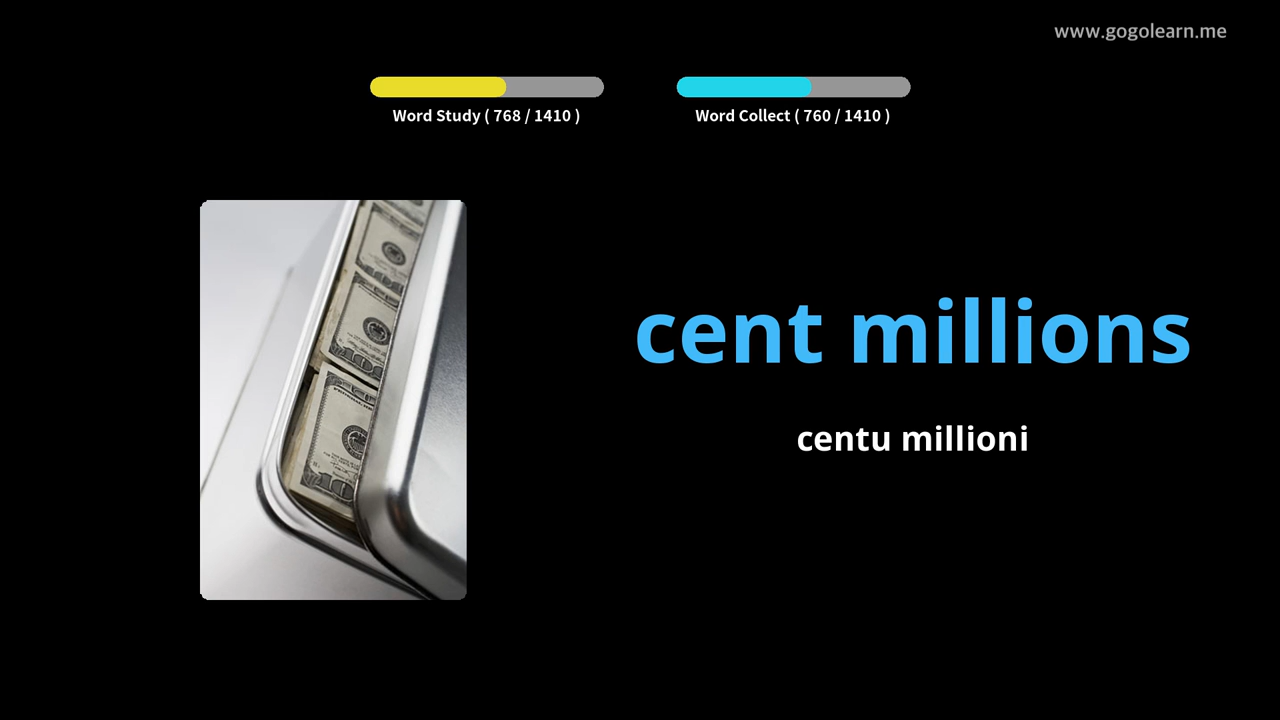 www.gogolearn.me
Word Study ( 768 / 1410 )
Word Collect ( 760 / 1410 )
cent millions
centu millioni